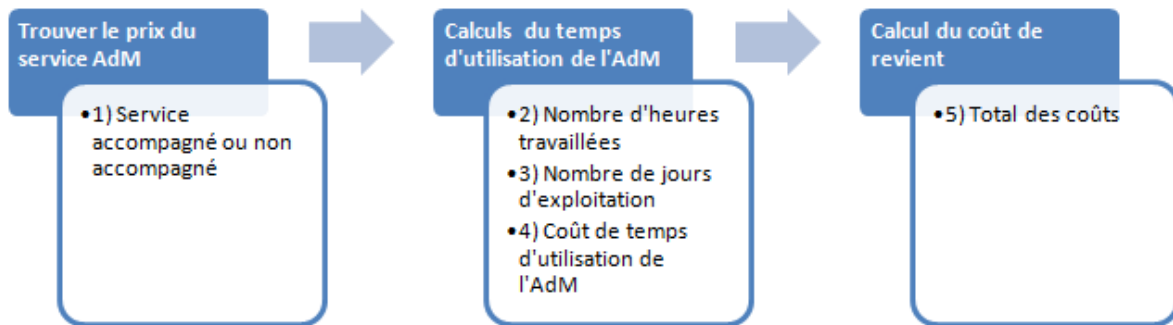 Trouver le prix du
service AdM
•1) Service
accompagné ou non
accompagné
Calculs du temps
d'utilisation de l'AdM
•2) Nombre d'heures
travaillées
•3) Nombre de jours
d'exploitation
•4) Coût de temps
d'utilisation de
l'AdM
Calcul du coût de
revient
•5) Total des coûts